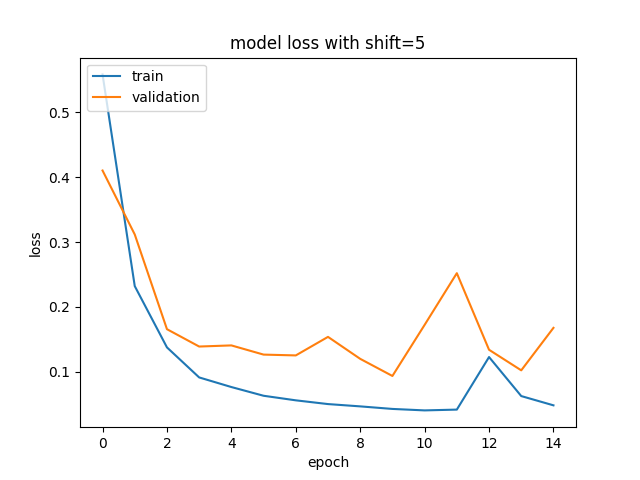 model loss with shift=5
train
validation
loss
0.5
0.4
0.3
0.2
0.1
0 2 4 6 8 10 12 14
epoch